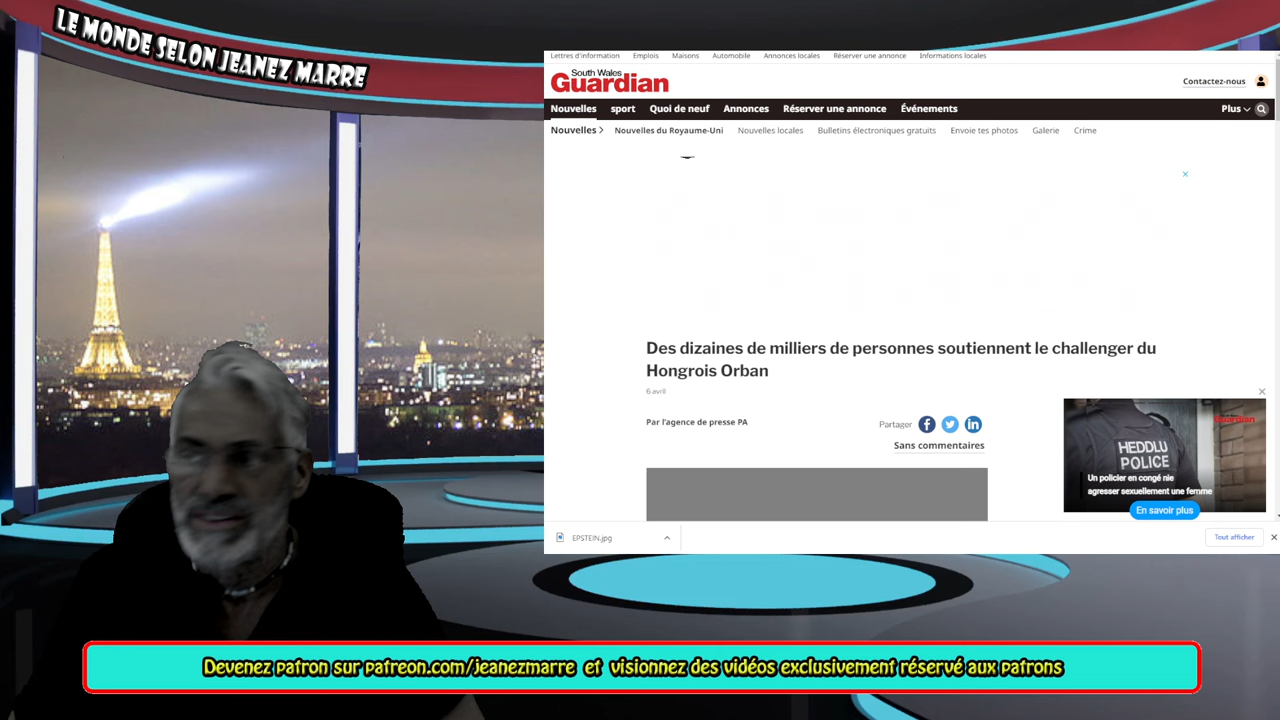 LE MONDE SELON JEANEZ MARRE
Lettres d'information Emplois Maisons Automobile Annonces locales Réserver une annonce Informations locales
South Wales
Guardian
Contactez-nous
Nouvelles sport Quoi de neuf Annonces Réserver une annonce Événements Plus
Nouvelles Nouvelles du Royaume-Uni Nouvelles locales Bulletins électroniques gratuits Envoie tes photos Galerie Crime
Des dizaines de milliers de personnes soutiennent le challenger du
Hongrois Orban
6 avril
Par l'agence de presse PA
Partager
Sans commentaires
Guardian
HEDDLU
POLICE
Un policier en congé nie
agresser sexuellement une femme
En savoir plus
EPSTEIN.jpg
Tout afficher
Devenez patron sur patreon.com/jeanezmarre et visionnez des vidéos exclusivement réservé aux patrons